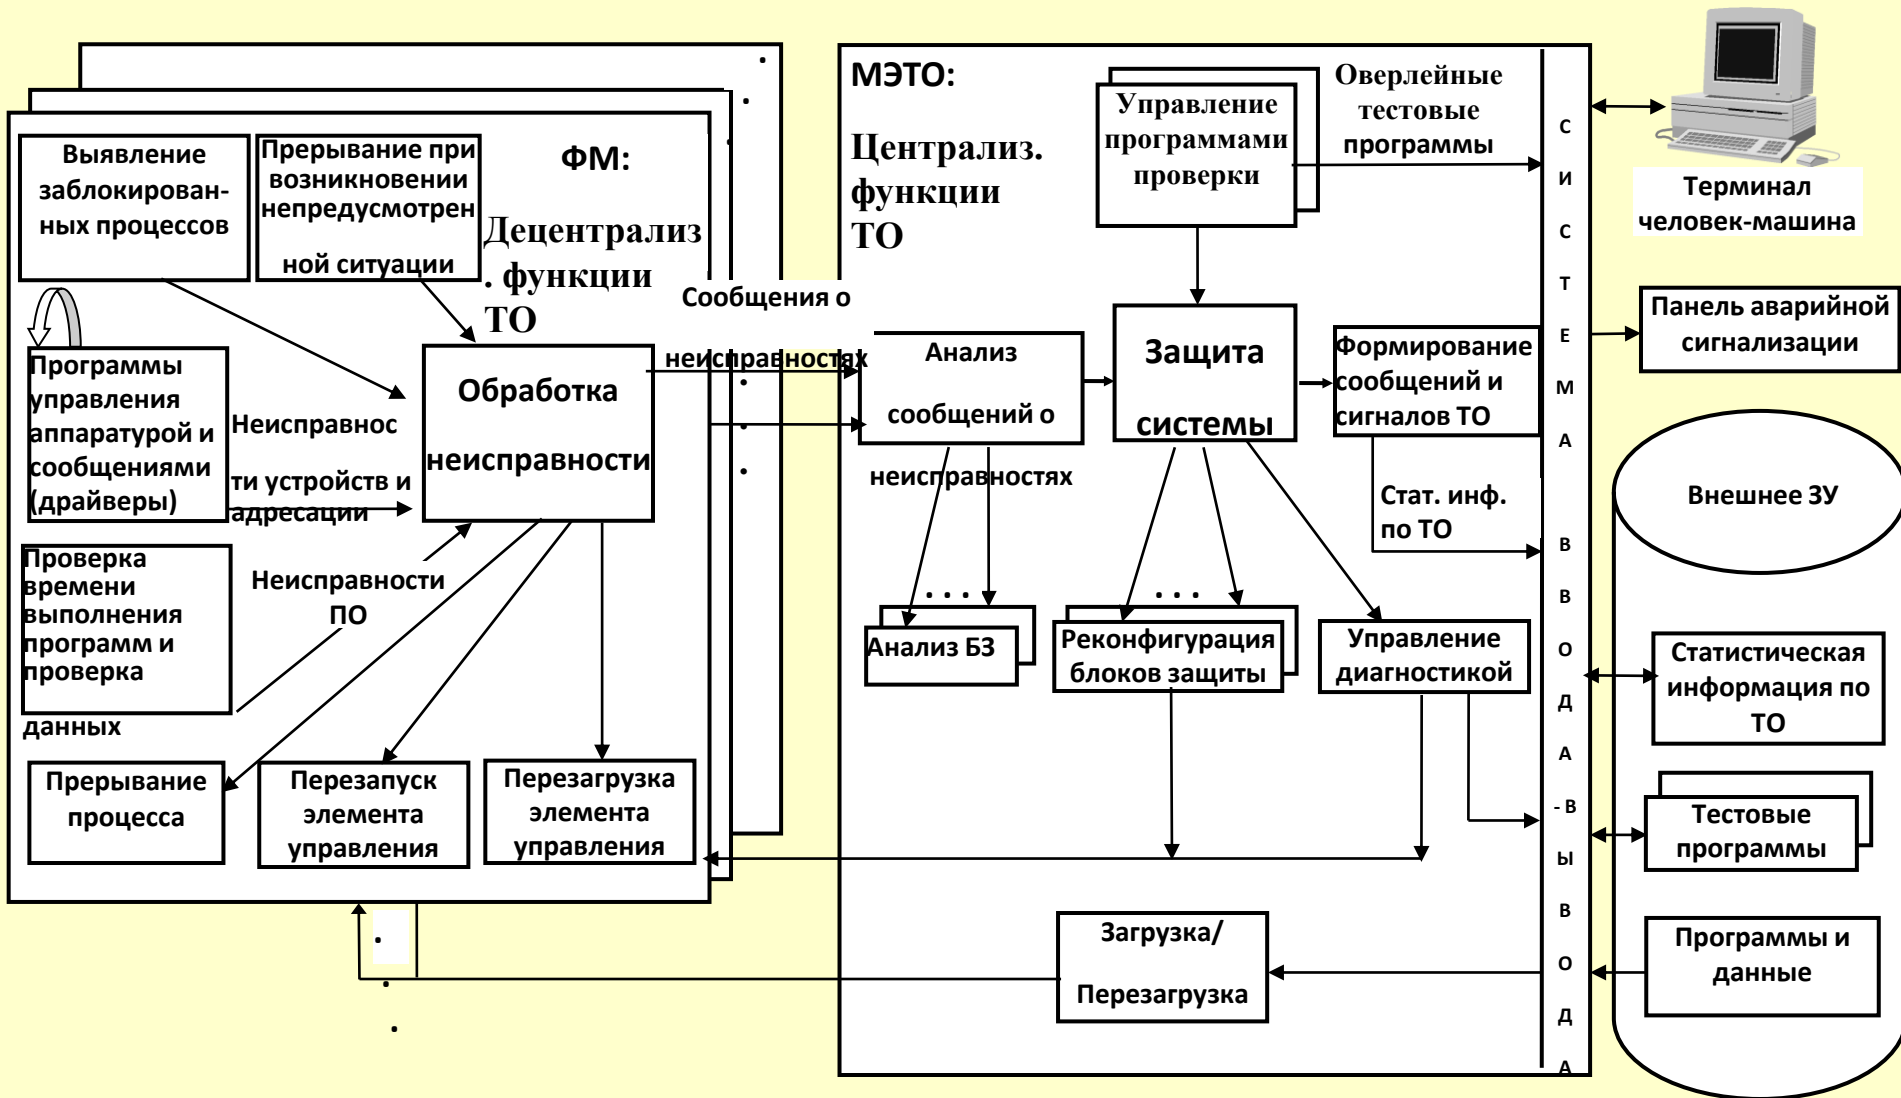 ФМ:
Децентрализ
. функции
ТО
Выявление
заблокирован-
ных процессов
Прерывание при
возникновении
непредусмотрен
ной ситуации
Программы
управления
аппаратурой и
сообщениями
(драйверы)
Неисправнос
ти устройств и
адресации
Обработка
неисправности
Проверка
времени
выполнения
программ и
проверка
данных
Неисправности
ПО
Прерывание
процесса
Перезапуск
элемента
управления
Перезагрузка
элемента
управления
Сообщения о
неисправностях
МЭТО:
Централиз.
функции
ТО
Управление
программами
проверки
Оверлейные
тестовые
программы
Анализ
сообщений о
неисправностях
Защита
системы
Формирование
сообщений и
сигналов ТО
Стат. инф.
по ТО
. . .
. . .
Анализ БЗ
Реконфигурация
блоков защиты
Управление
диагностикой
Загрузка/
Перезагрузка
С
И
С
Т
Е
М
А
В
В
О
Д
А
- В
Ы
В
О
Д
А
Терминал
человек-машина
Панель аварийной
сигнализации
Внешнее ЗУ
Статистическая
информация по
ТО
Тестовые
программы
Программы и
данные